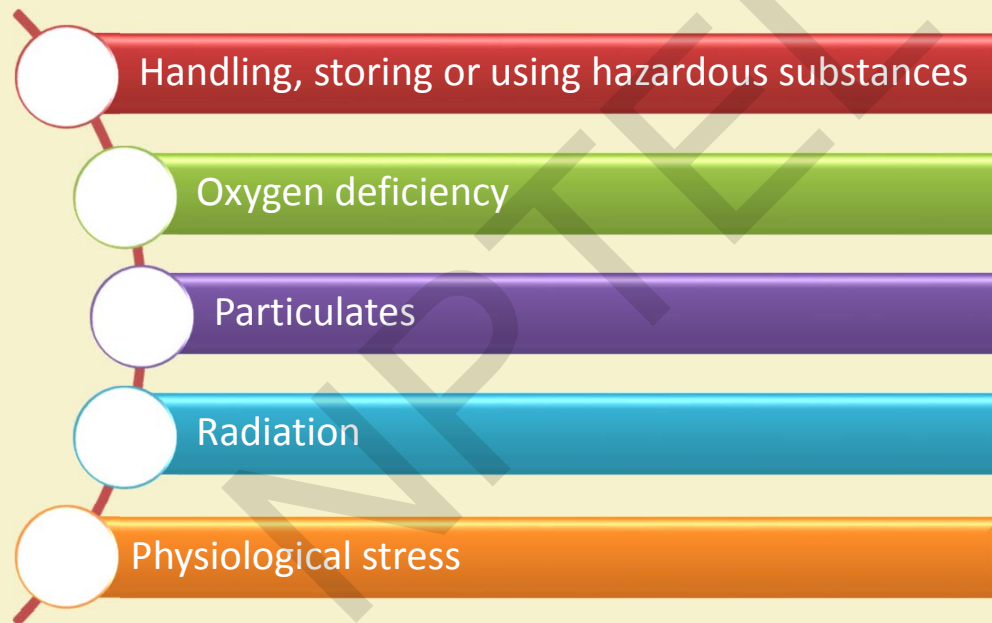 Handling, storing or using hazardous substances
Oxygen deficiency
Particulates
Radiation
Physiological stress
NPTEL